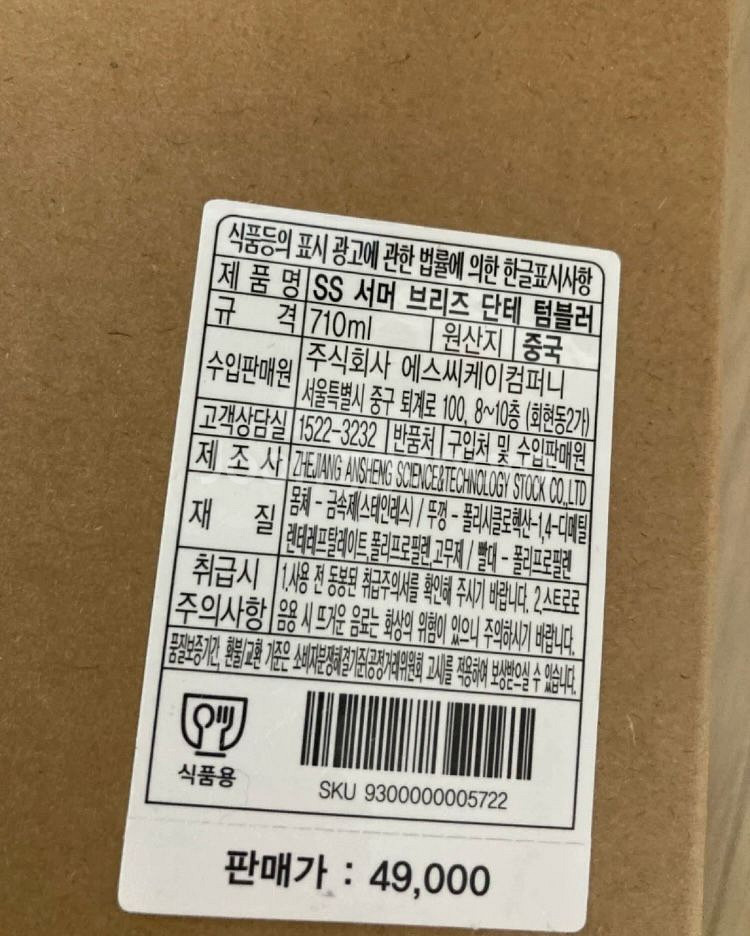 식품등의 표시 광고에 관한 법률에 의한 한글표시사항
제품명 SS 서머 브리즈 단테 텀블러
규격 710ml 원산지 중국
수입판매원 주식회사 에스씨케이컴퍼니
서울특별시 중구 퇴계로 100, 8~10층 (회현동2가)
고객상담실 1522-3232 반품처 구입처 및 수입판매원
제조사 ZHEJIANG ANSHENG SCIENCE&TECHNOLOGY STOCK CO.,LTD
재질 몸체 - 금속제(스테인레스) / 뚜껑 - 폴리시클로헥산-1,4-디메틸
렌테레프탈레이트,폴리프로필렌,고무제 / 빨대 - 폴리프로필렌
취급시 주의사항 1.사용 전 동봉된 취급주의서를 확인해 주시기 바랍니다. 2.스트로로
음용 시 뜨거운 음료는 화상의 위험이 있으니 주의하시기 바랍니다.
품질보증기간, 환불/교환 기준은 소비자분쟁해결기준(공정거래위원회 고시)를 적용하여 보상받으실 수 있습니다.
식품용
SKU 9300000005722
판매가 : 49,000